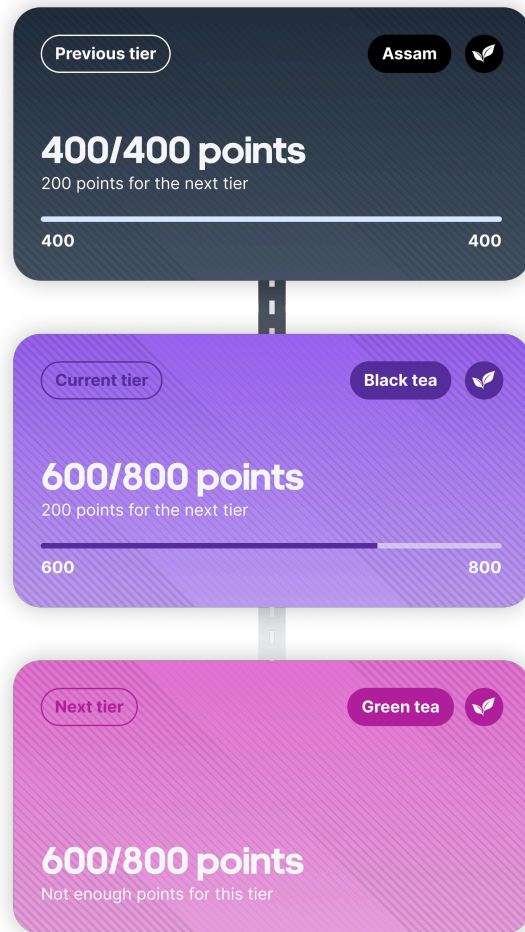 Previous tier
Assam
400/400 points
200 points for the next tier
400
400
Current tier
Black tea
600/800 points
200 points for the next tier
600
800
Next tier
Green tea
600/800 points
Not enough points for this tier